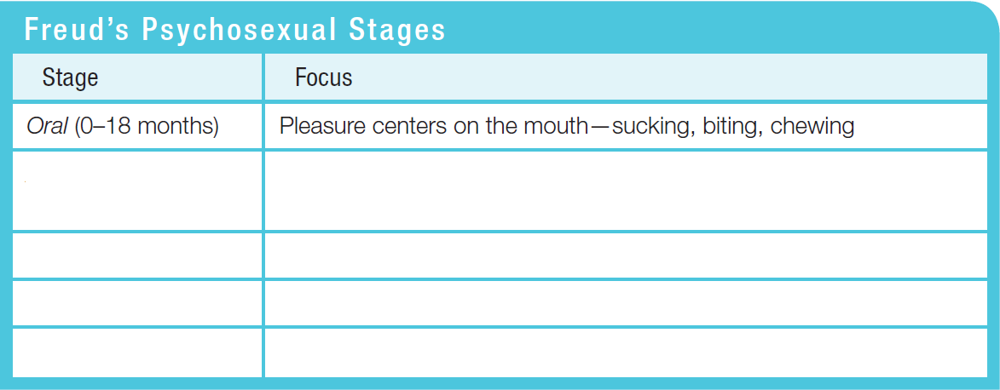 Freud's Psychosexual Stages
Stage Focus
Oral (0–18 months) Pleasure centers on the mouth—sucking, biting, chewing